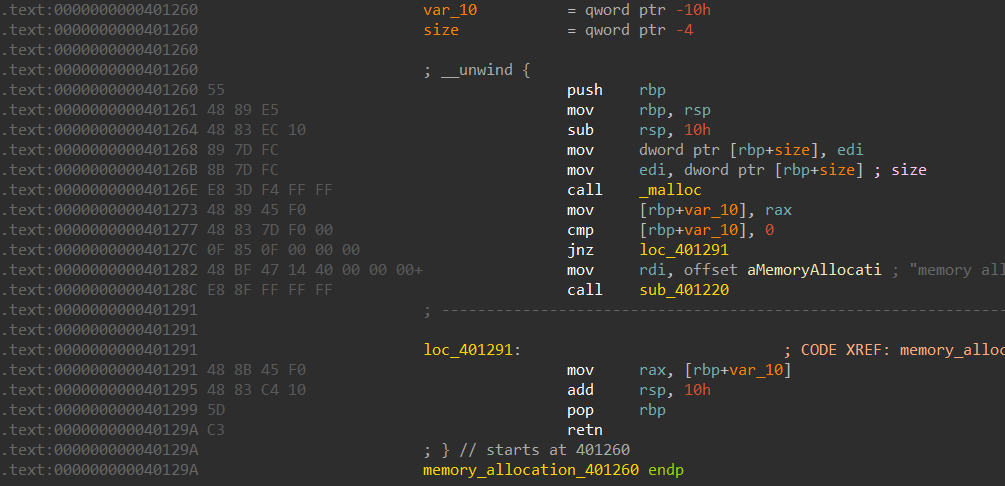 .text:0000000000401260 var_10 = qword ptr -10h
.text:0000000000401260 size = qword ptr -4
.text:0000000000401260
.text:0000000000401260 ; __unwind {
.text:0000000000401260 55 push rbp
.text:0000000000401261 48 89 E5 mov rbp, rsp
.text:0000000000401264 48 83 EC 10 sub rsp, 10h
.text:0000000000401268 89 7D FC mov dword ptr [rbp+size], edi
.text:000000000040126B 8B 7D FC mov edi, dword ptr [rbp+size] ; size
.text:000000000040126E E8 3D F4 FF FF call _malloc
.text:0000000000401273 48 89 45 F0 mov [rbp+var_10], rax
.text:0000000000401277 48 83 7D F0 00 cmp [rbp+var_10], 0
.text:000000000040127C 0F 85 0F 00 00 00 jnz loc_401291
.text:0000000000401282 48 BF 47 14 40 00 00 00+ mov rdi, offset aMemoryAllocati ; "memory all
.text:000000000040128C E8 8F FF FF FF call sub_401220
.text:0000000000401291 ; ---------------------------------------------------------------
.text:0000000000401291
.text:0000000000401291 loc_401291: ; CODE XREF: memory_alloc
.text:0000000000401291 48 8B 45 F0 mov rax, [rbp+var_10]
.text:0000000000401295 48 83 C4 10 add rsp, 10h
.text:0000000000401299 5D pop rbp
.text:000000000040129A C3 retn
.text:000000000040129A ; } // starts at 401260
.text:000000000040129A memory_allocation_401260 endp